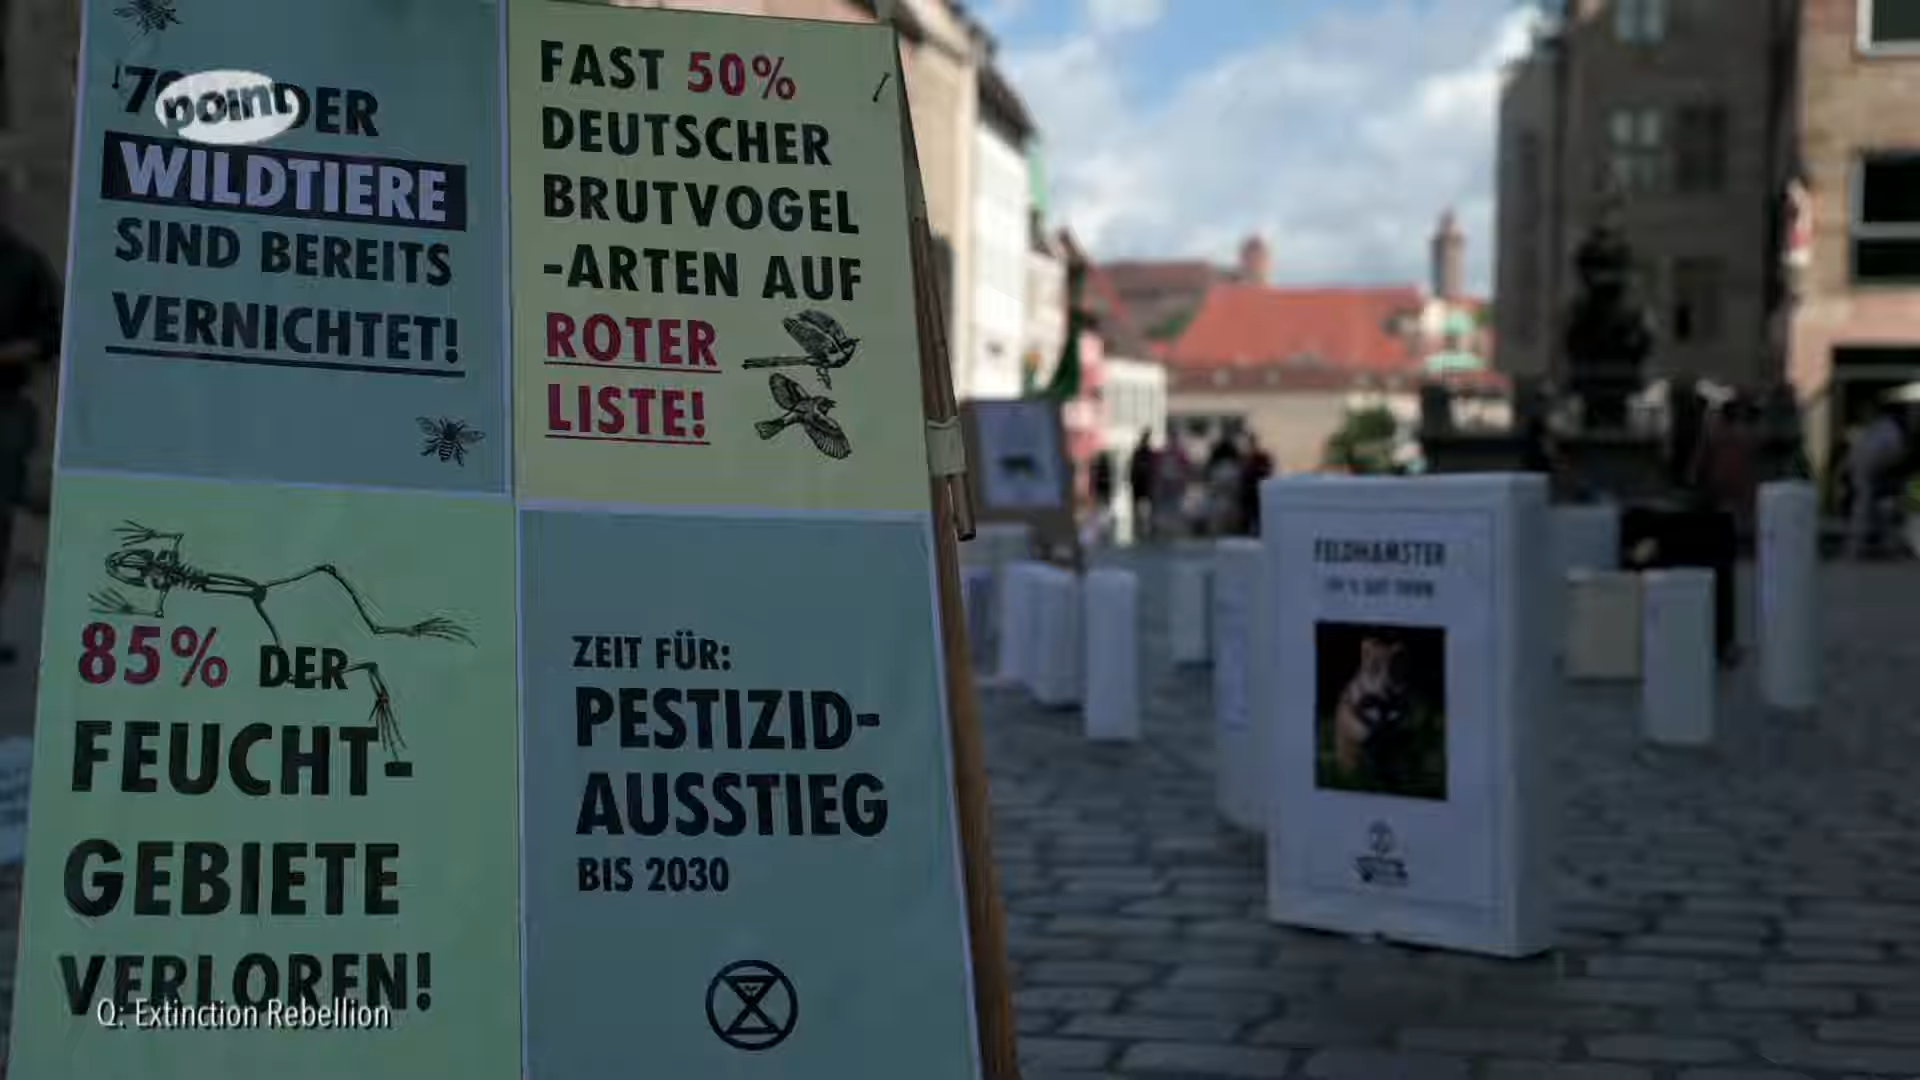 point
DER
WILDTIERE
SIND BEREITS
VERNICHTET!
FAST 50%
DEUTSCHER
BRUTVOGEL
-ARTEN AUF
ROTER
LISTE!
85% DER
FEUCHT-
GEBIETE
VERLOREN!
ZEIT FÜR:
PESTIZID-
AUSSTIEG
BIS 2030
Q: Extinction Rebellion
FELDHAMSTER